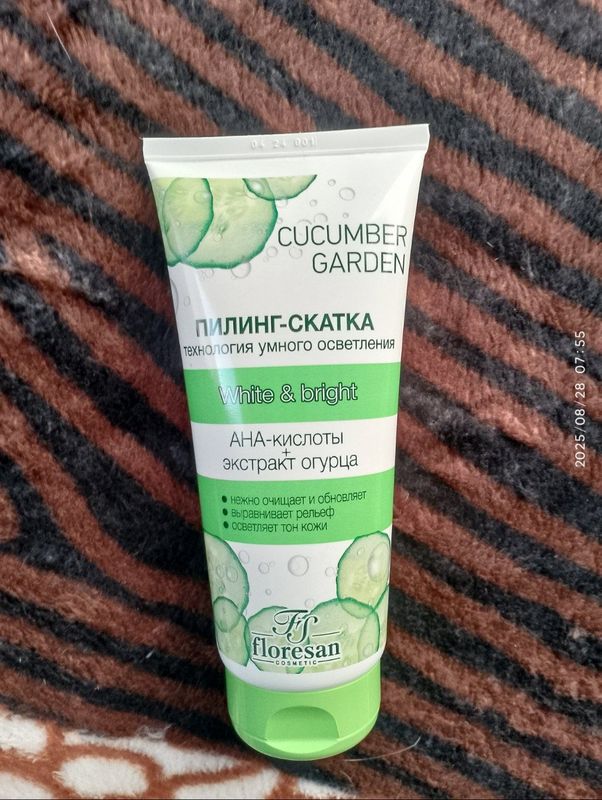 04 24 001
CUCUMBER
GARDEN
ПИЛИНГ-СКАТКА
технология умного осветления
White & bright
АНА-кислоты
+
экстракт огурца
• нежно очищает и обновляет
• выравнивает рельеф
• осветляет тон кожи
FS
floresan
COSMETIC
2025/08/28 07:55